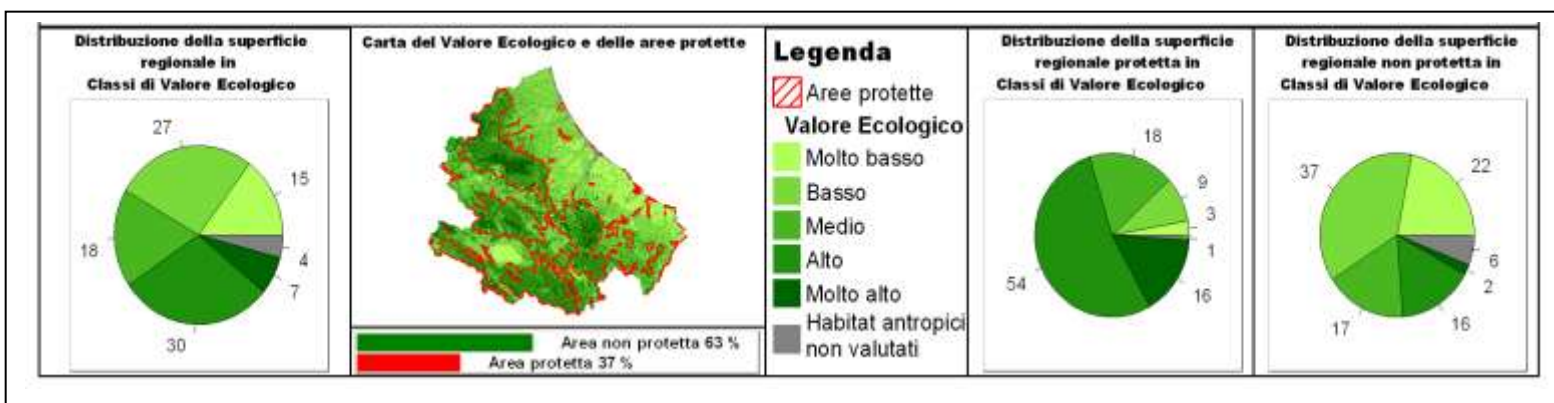 Distribuzione della superficie
regionale in
Classi di Valore Ecologico
27
15
18
4
7
30
Carta del Valore Ecologico e delle aree protette
Area non protetta 63 %
Area protetta 37 %
Legenda
Aree protette
Valore Ecologico
Molto basso
Basso
Medio
Alto
Molto alto
Habitat antropici
non valutati
Distribuzione della superficie
regionale protetta in
Classi di Valore Ecologico
18
9
3
1
54
16
Distribuzione della superficie
regionale non protetta in
Classi di Valore Ecologico
37
22
6
2
17
16